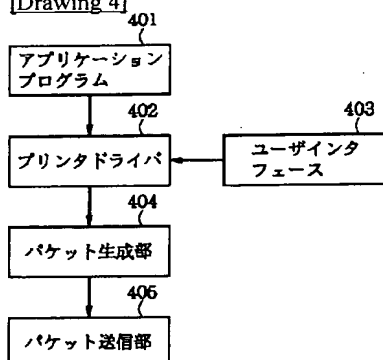 [Drawing 4]
401
アプリケーション
プログラム
402
403
プリンタドライバ
ユーザインタ
フェース
404
パケット生成部
405
パケット送信部